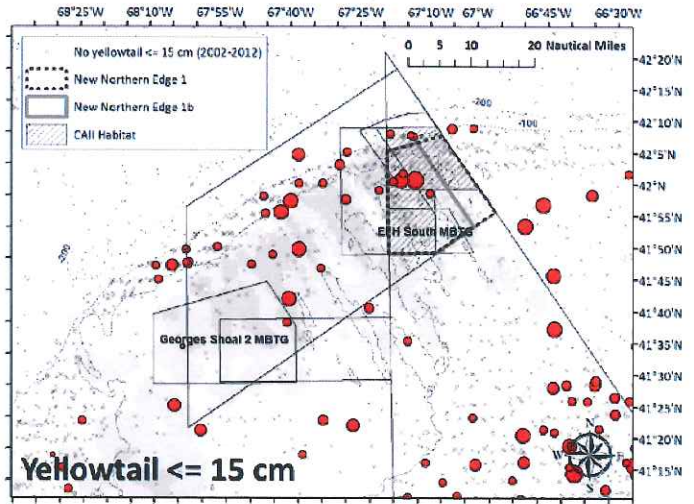 68°25'W 68°10'W 67°55'W 67°40'W 67°25'W 67°10'W 67°W 66°45'W 66°30'W
No yellowtail <= 15 cm (2002-2012)
New Northern Edge 1
New Northern Edge 1b
CAII Habitat
0 10 20 Nautical Miles
42°20'N
42°15'N
42°10'N
42°5'N
42°N
41°55'N
41°50'N
41°45'N
41°40'N
41°35'N
41°30'N
41°25'N
41°20'N
41°15'N
-200
-100
EFH South MBTG
-200
Georges Shoal 2 MBTG
N
W E
S
Yellowtail <= 15 cm